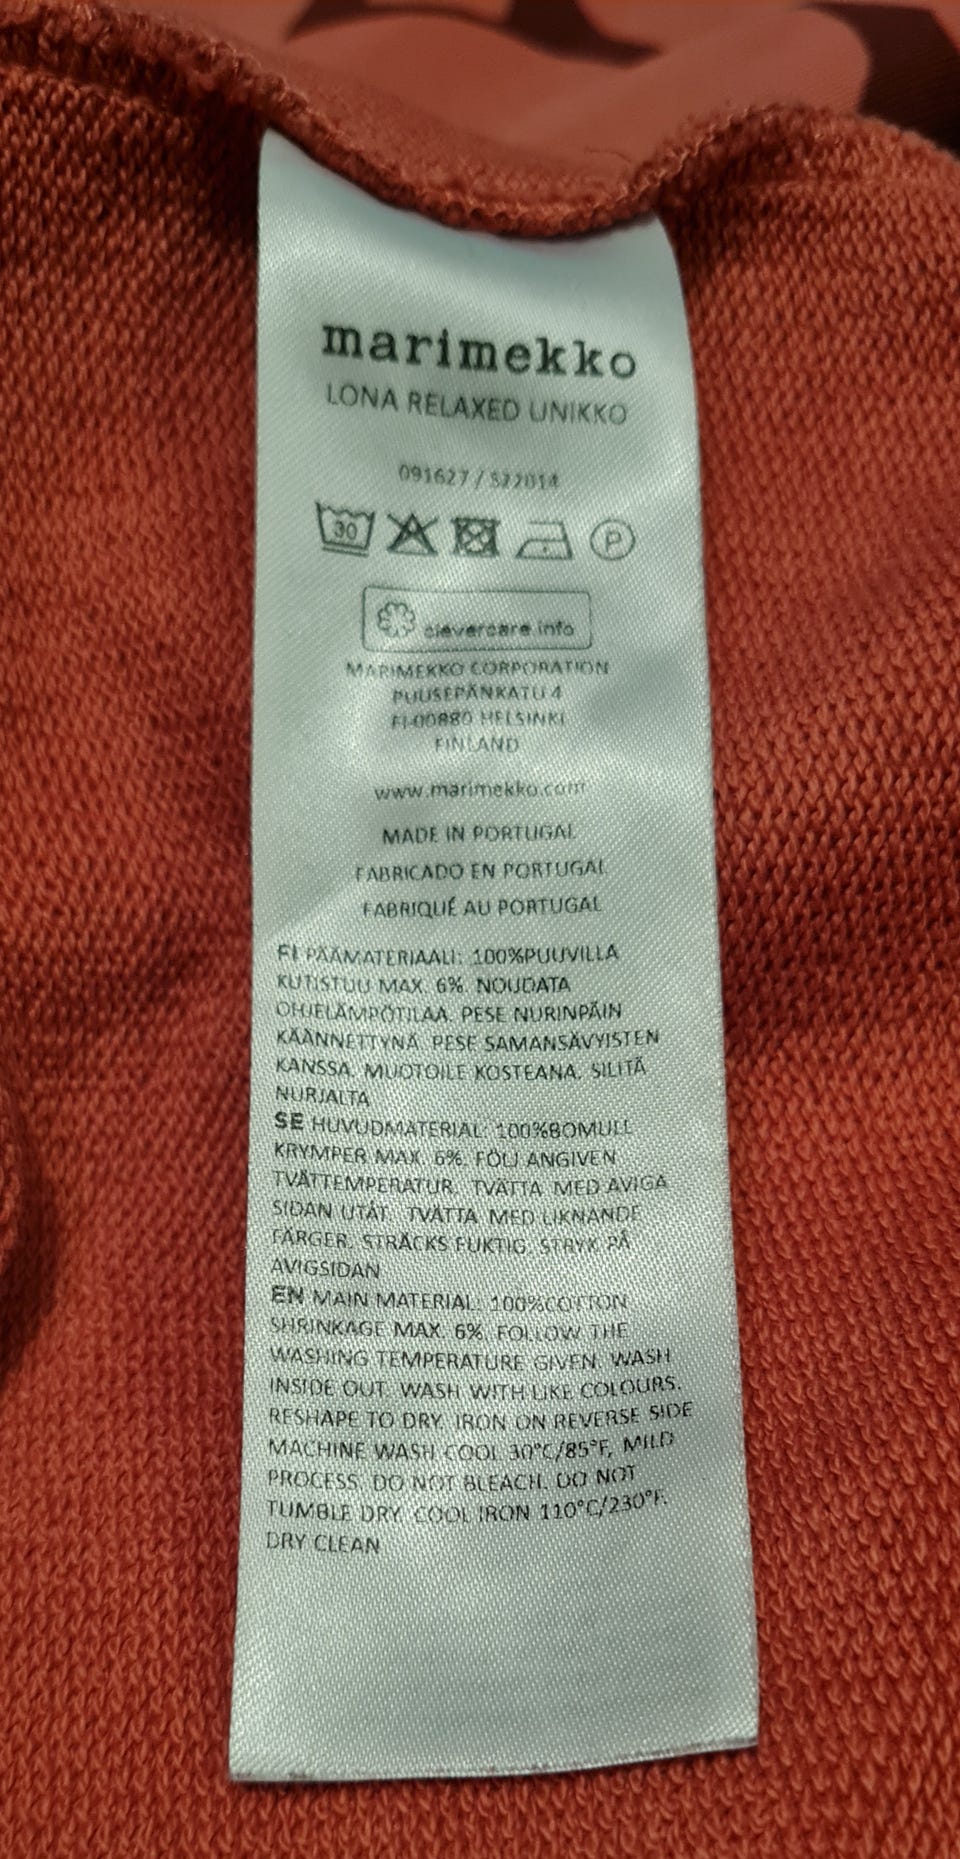 marimekko
LONA RELAXED UNIKKO
091627 / S22014
30
P
clevercare.info
MARIMEKKO CORPORATION
PUUSEPÄNKATU 4
FI-00880 HELSINKI
FINLAND
www.marimekko.com
MADE IN PORTUGAL
FABRICADO EN PORTUGAL
FABRIQUÉ AU PORTUGAL
FI PÄÄMATERIAALI: 100%PUUVILLA
KUTISTUU MAX. 6%. NOUDATA
OHJELÄMPÖTILAA. PESE NURINPÄIN
KÄÄNNETTYNÄ. PESE SAMANSÄVYISTEN
KANSSA. MUOTOILE KOSTEANA. SILITÄ
NURJALTA
SE HUVUDMATERIAL: 100%BOMULL
KRYMPER MAX. 6%. FÖLJ ANGIVEN
TVÄTTEMPERATUR. TVÄTTA MED AVIGA
SIDAN UTÅT. TVÄTTA MED LIKNANDE
FÄRGER. STRÄCKS FUKTIG. STRYK PÅ
AVIGSIDAN
EN MAIN MATERIAL: 100%COTTON
SHRINKAGE MAX. 6%. FOLLOW THE
WASHING TEMPERATURE GIVEN. WASH
INSIDE OUT. WASH WITH LIKE COLOURS.
RESHAPE TO DRY. IRON ON REVERSE SIDE
MACHINE WASH COOL 30°C/85°F, MILD
PROCESS. DO NOT BLEACH. DO NOT
TUMBLE DRY. COOL IRON 110°C/230°F.
DRY CLEAN